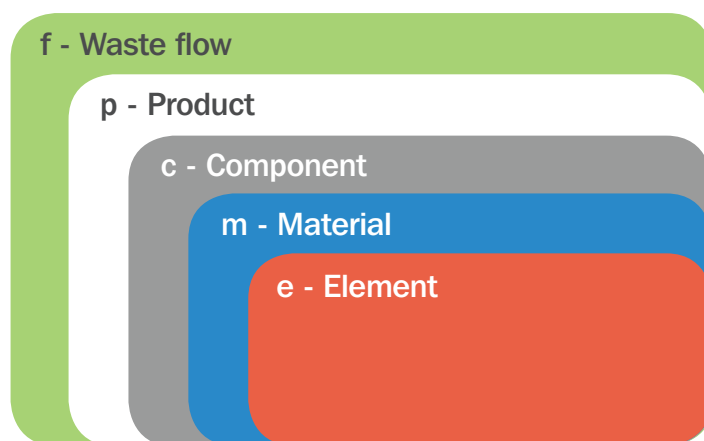 f - Waste flow
p - Product
c - Component
m - Material
e - Element